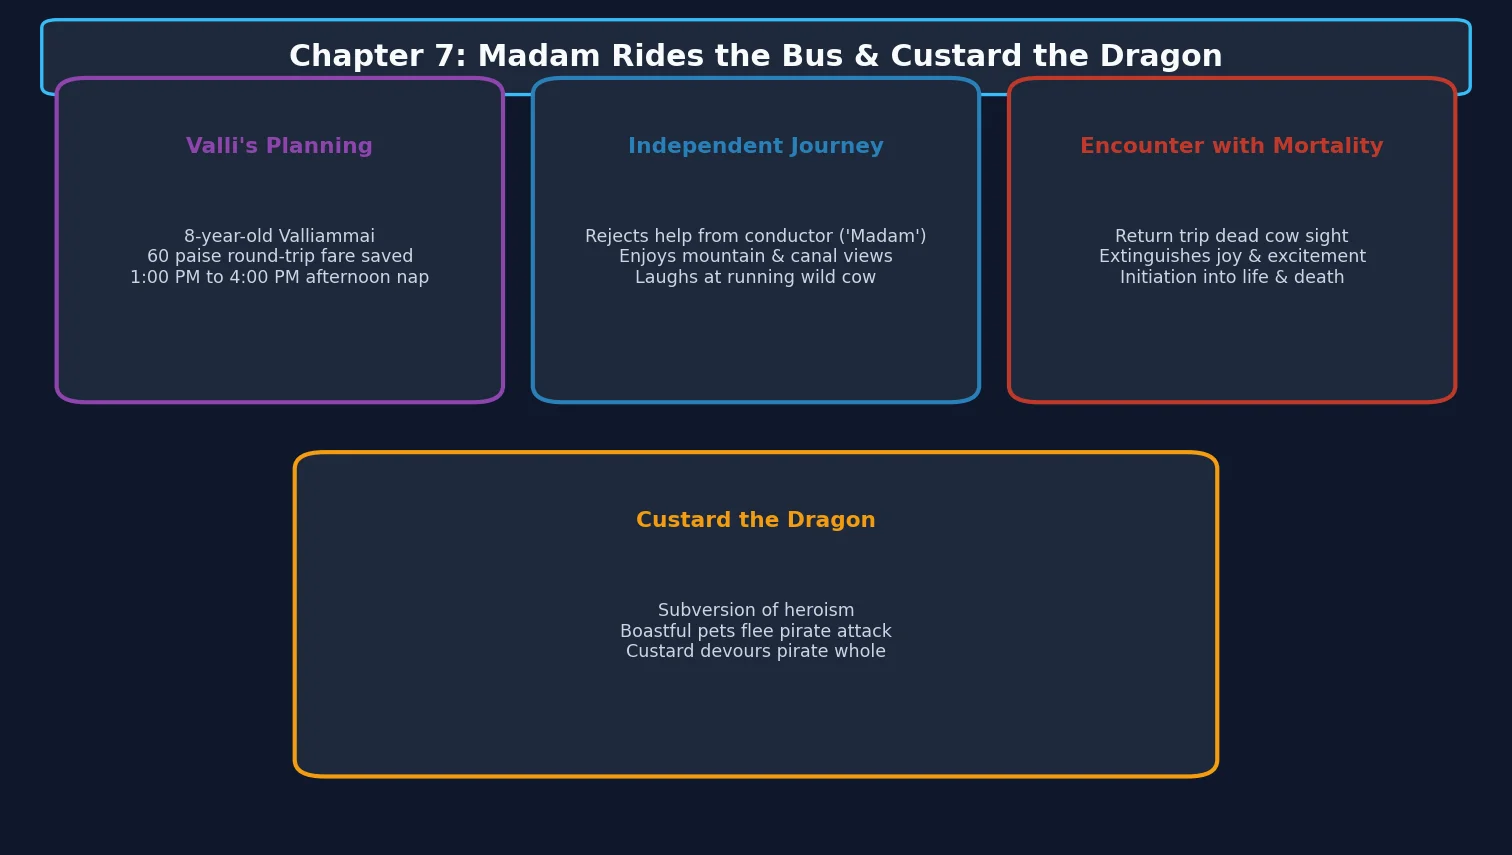 Chapter 7: Madam Rides the Bus & Custard the Dragon
Valli's Planning
8-year-old Valliammai
60 paise round-trip fare saved
1:00 PM to 4:00 PM afternoon nap
Independent Journey
Rejects help from conductor ('Madam')
Enjoys mountain & canal views
Laughs at running wild cow
Encounter with Mortality
Return trip dead cow sight
Extinguishes joy & excitement
Initiation into life & death
Custard the Dragon
Subversion of heroism
Boastful pets flee pirate attack
Custard devours pirate whole